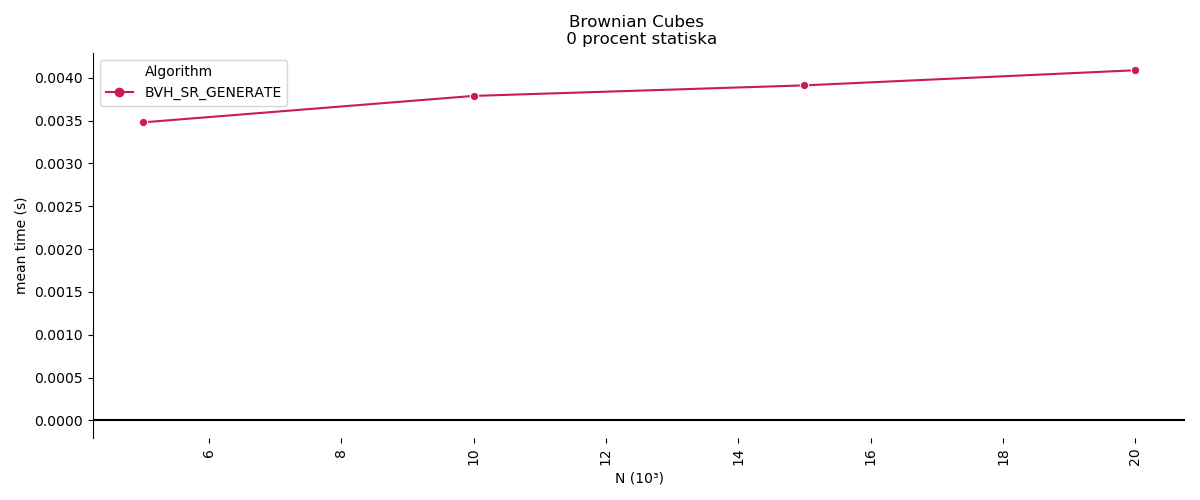 Brownian Cubes
0 procent statiska
Algorithm
BVH_SR_GENERATE
0.0040
0.0035
0.0030
0.0025
0.0020
0.0015
0.0010
0.0005
0.0000
mean time (s)
6
8
10
12
14
16
18
20
N (10³)